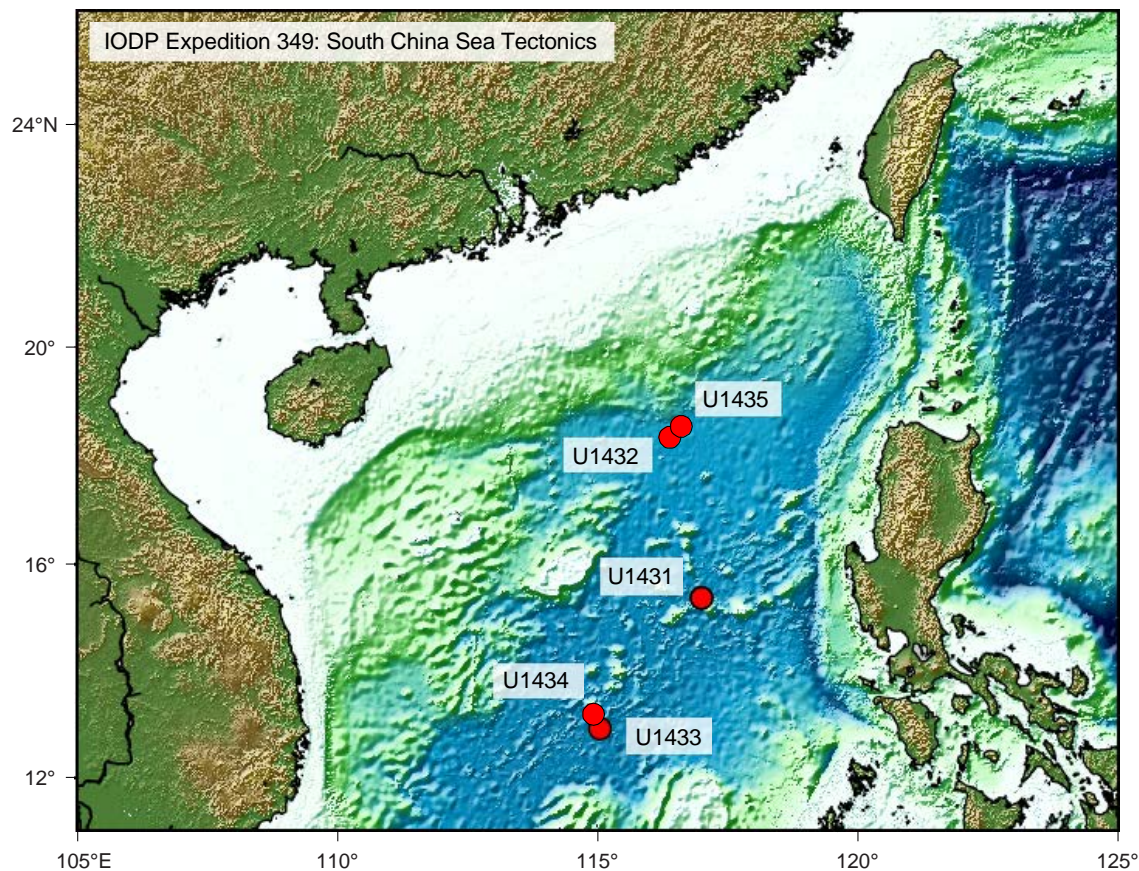 IODP Expedition 349: South China Sea Tectonics
24°N
20°
U1435
U1432
16°
U1431
U1434
U1433
12°
105°E 110° 115° 120° 125°